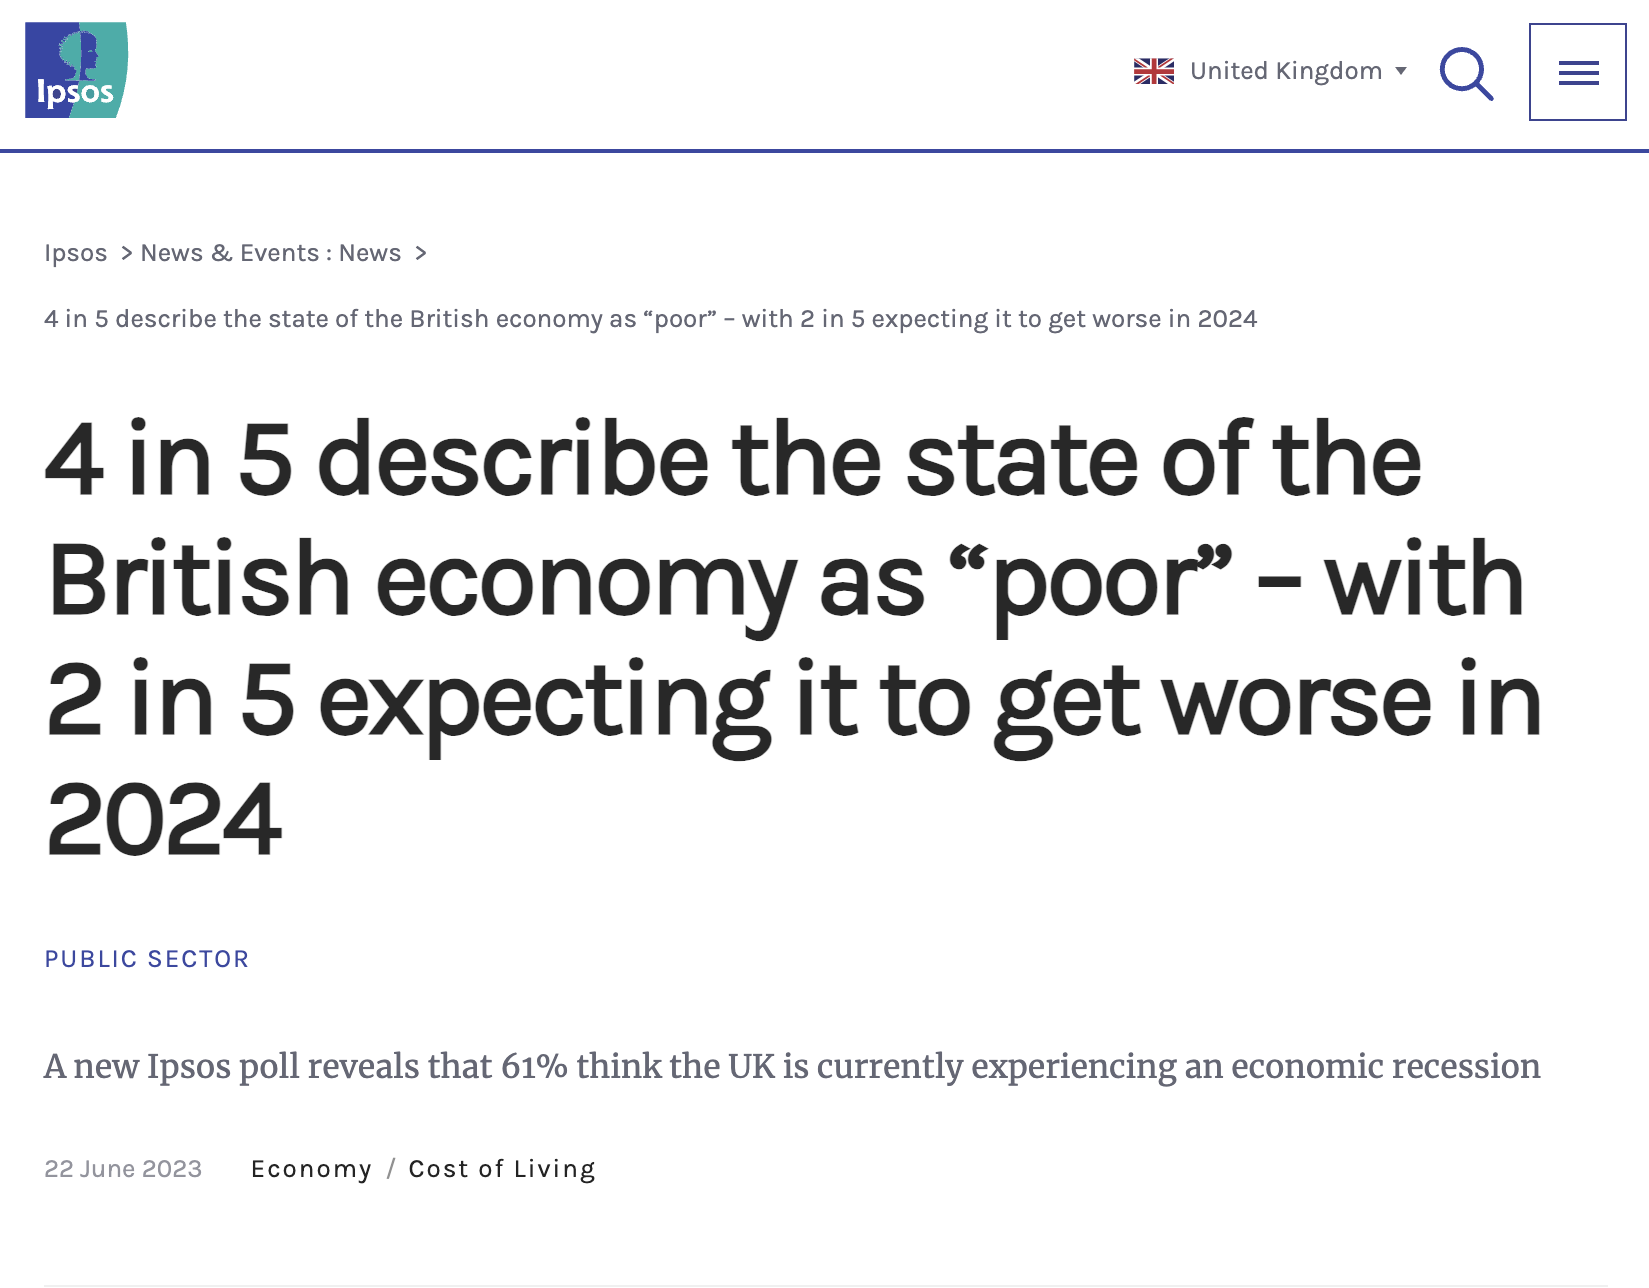 Ipsos
United Kingdom
Ipsos > News & Events : News >
4 in 5 describe the state of the British economy as “poor” – with 2 in 5 expecting it to get worse in 2024
4 in 5 describe the state of the
British economy as “poor” – with
2 in 5 expecting it to get worse in
2024
PUBLIC SECTOR
A new Ipsos poll reveals that 61% think the UK is currently experiencing an economic recession
22 June 2023 Economy / Cost of Living